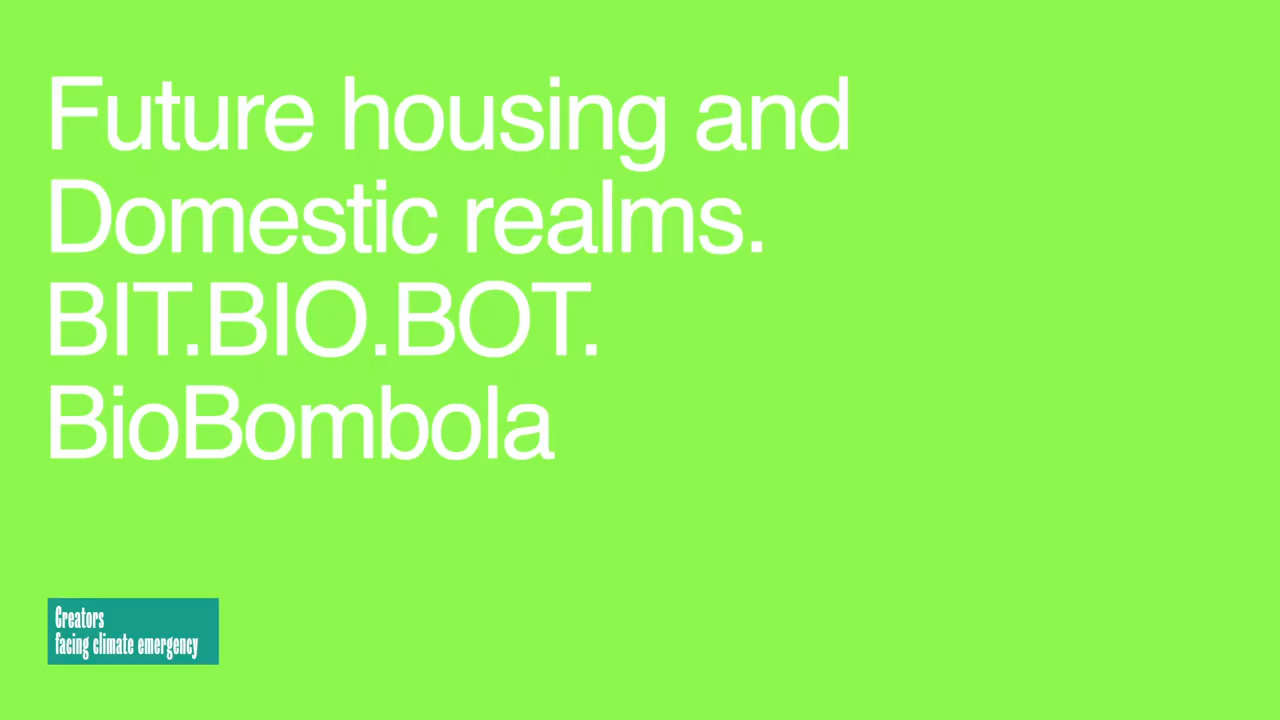 Future housing and
Domestic realms.
BIT.BIO.BOT.
BioBombola
Creators
facing climate emergency